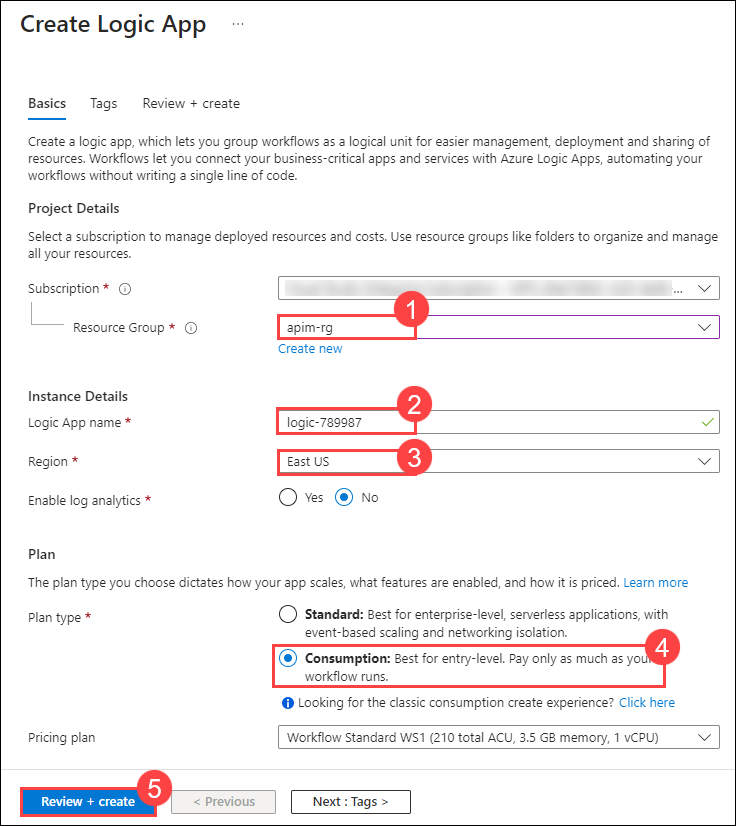 Create Logic App ...
Basics Tags Review + create
Create a logic app, which lets you group workflows as a logical unit for easier management, deployment and sharing of
resources. Workflows let you connect your business-critical apps and services with Azure Logic Apps, automating your
workflows without writing a single line of code.
Project Details
Select a subscription to manage deployed resources and costs. Use resource groups like folders to organize and manage
all your resources.
Subscription * ...
1
Resource Group * apim-rg
Create new
Instance Details
2
Logic App name * logic-789987
3
Region * East US
Enable log analytics * Yes No
Plan
The plan type you choose dictates how your app scales, what features are enabled, and how it is priced. Learn more
Plan type * Standard: Best for enterprise-level, serverless applications, with
event-based scaling and networking isolation.
4
Consumption: Best for entry-level. Pay only as much as your
workflow runs.
Looking for the classic consumption create experience? Click here
Pricing plan Workflow Standard WS1 (210 total ACU, 3.5 GB memory, 1 vCPU)
5
Review + create < Previous Next : Tags >